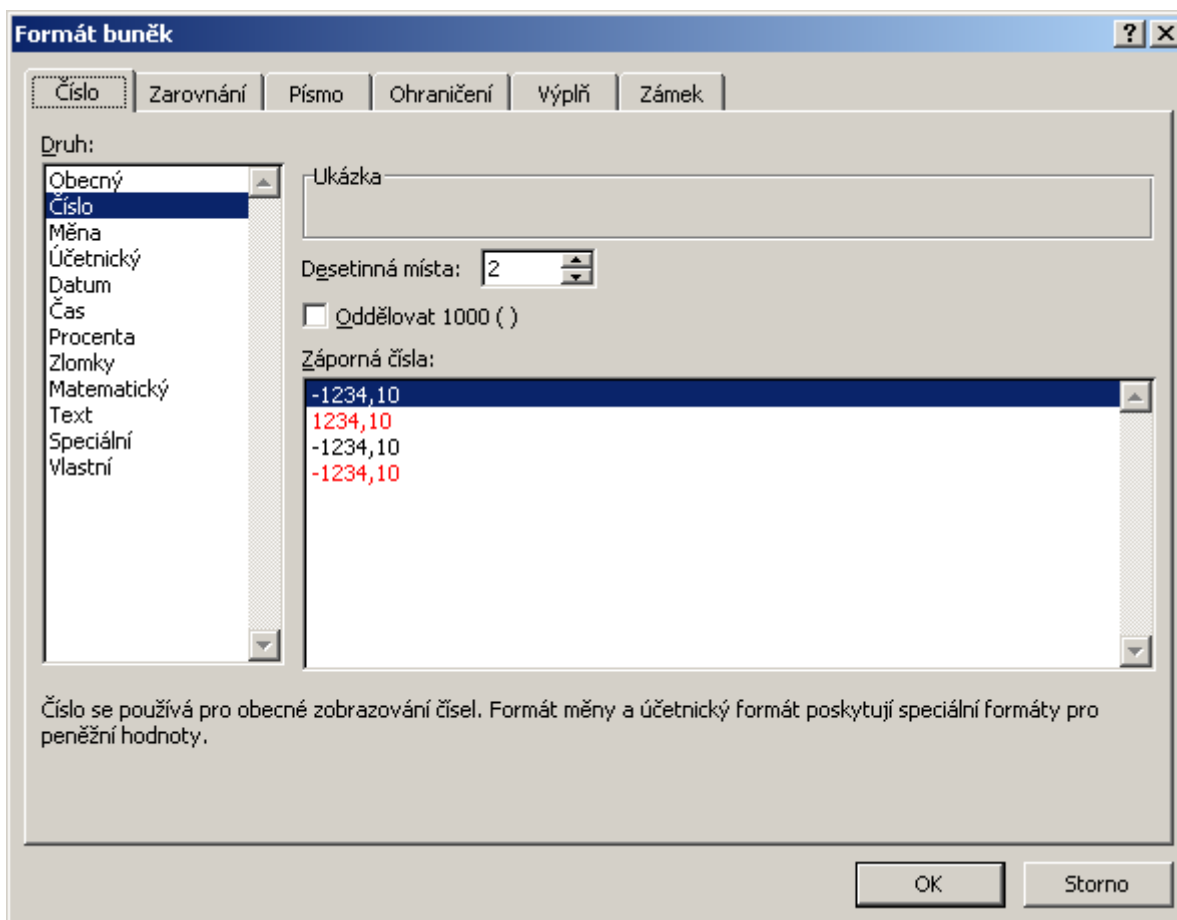 Formát buněk
Číslo Zarovnání Písmo Ohraničení Výplň Zámek
Druh:
Obecný
Číslo
Měna
Účetnický
Datum
Čas
Procenta
Zlomky
Matematický
Text
Speciální
Vlastní
Ukázka
Desetinná místa: 2
Oddělovat 1000 ( )
Záporná čísla:
-1234,10
1234,10
-1234,10
-1234,10
Číslo se používá pro obecné zobrazování čísel. Formát měny a účetnický formát poskytují speciální formáty pro
peněžní hodnoty.
OK Storno